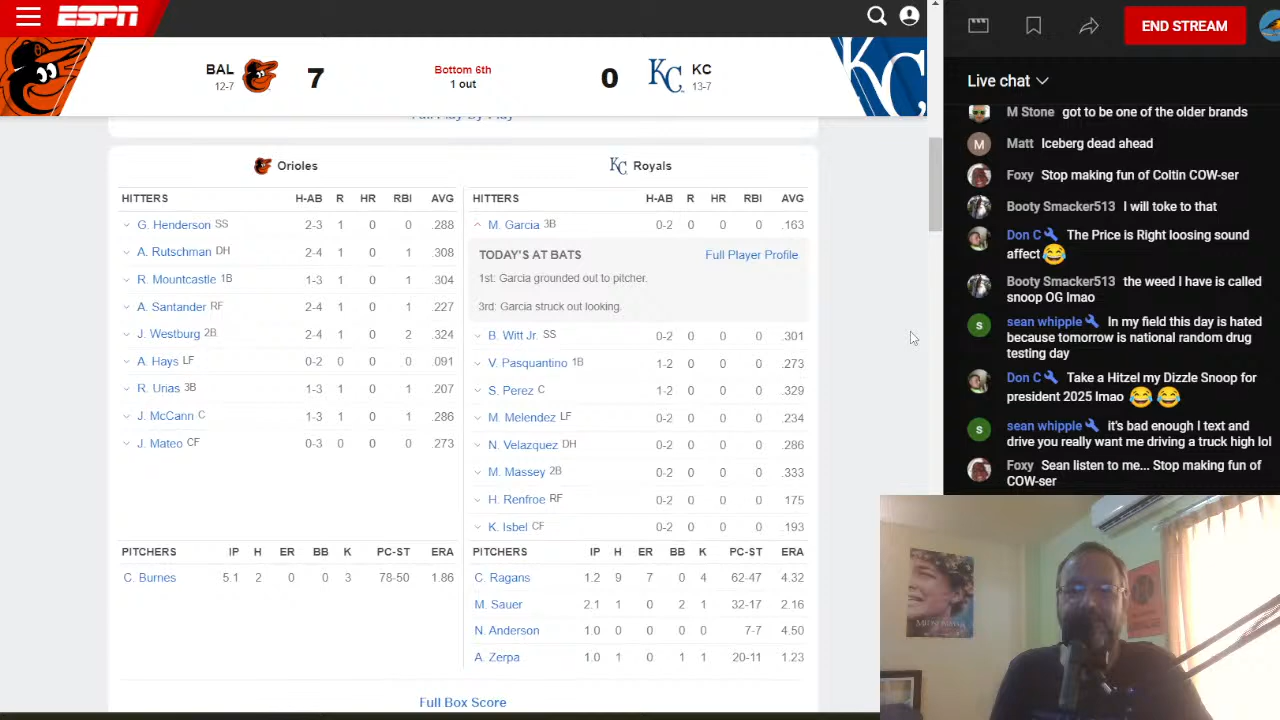 ESPN
END STREAM
BAL
12-7
7
Bottom 6th
1 out
0
KC
KC
13-7
Live chat
M Stone got to be one of the older brands
M
Matt Iceberg dead ahead
Foxy Stop making fun of Coltin COW-ser
Booty Smacker513 I will toke to that
Don C The Price is Right loosing sound
affect 😂
Booty Smacker513 the weed I have is called
snoop OG lmao
S
sean whipple In my field this day is hated
because tomorrow is national random drug
testing day
Don C Take a Hitzel my Dizzle Snoop for
president 2025 lmao 😂 😂
S
sean whipple it's bad enough I text and
drive you really want me driving a truck high lol
Foxy Sean listen to me... Stop making fun of
COW-ser
Full Play-By-Play
Orioles
HITTERS H-AB R HR RBI AVG
G. Henderson SS 2-3 1 0 0 .288
A. Rutschman DH 2-4 1 0 1 .308
R. Mountcastle 1B 1-3 1 0 1 .304
A. Santander RF 2-4 1 0 1 .227
J. Westburg 2B 2-4 1 0 2 .324
A. Hays LF 0-2 0 0 0 .091
R. Urias 3B 1-3 1 0 1 .207
J. McCann C 1-3 1 0 1 .286
J. Mateo CF 0-3 0 0 0 .273
PITCHERS IP H ER BB K PC-ST ERA
C. Burnes 5.1 2 0 0 3 78-50 1.86
KC Royals
HITTERS H-AB R HR RBI AVG
M. Garcia 3B 0-2 0 0 0 .163
TODAY'S AT BATS Full Player Profile
1st: Garcia grounded out to pitcher.
3rd: Garcia struck out looking.
B. Witt Jr. SS 0-2 0 0 0 .301
V. Pasquantino 1B 1-2 0 0 0 .273
S. Perez C 1-2 0 0 0 .329
M. Melendez LF 0-2 0 0 0 .234
N. Velazquez DH 0-2 0 0 0 .286
M. Massey 2B 0-2 0 0 0 .333
H. Renfroe RF 0-2 0 0 0 .175
K. Isbel CF 0-2 0 0 0 .193
PITCHERS IP H ER BB K PC-ST ERA
C. Ragans 1.2 9 7 0 4 62-47 4.32
M. Sauer 2.1 1 0 2 1 32-17 2.16
N. Anderson 1.0 0 0 0 0 7-7 4.50
A. Zerpa 1.0 1 0 1 1 20-11 1.23
Full Box Score
MIDSOMMAR